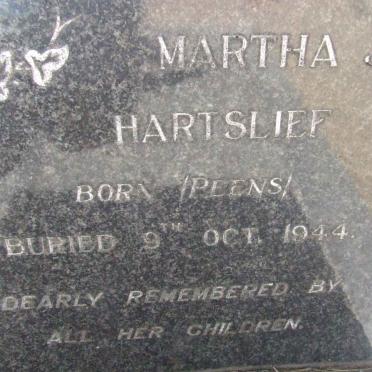 MARTHA J
HARTSLIEF
BORN /PEENS/
BURIED 9TH OCT. 1944.
DEARLY REMEMBERED BY
ALL HER CHILDREN.